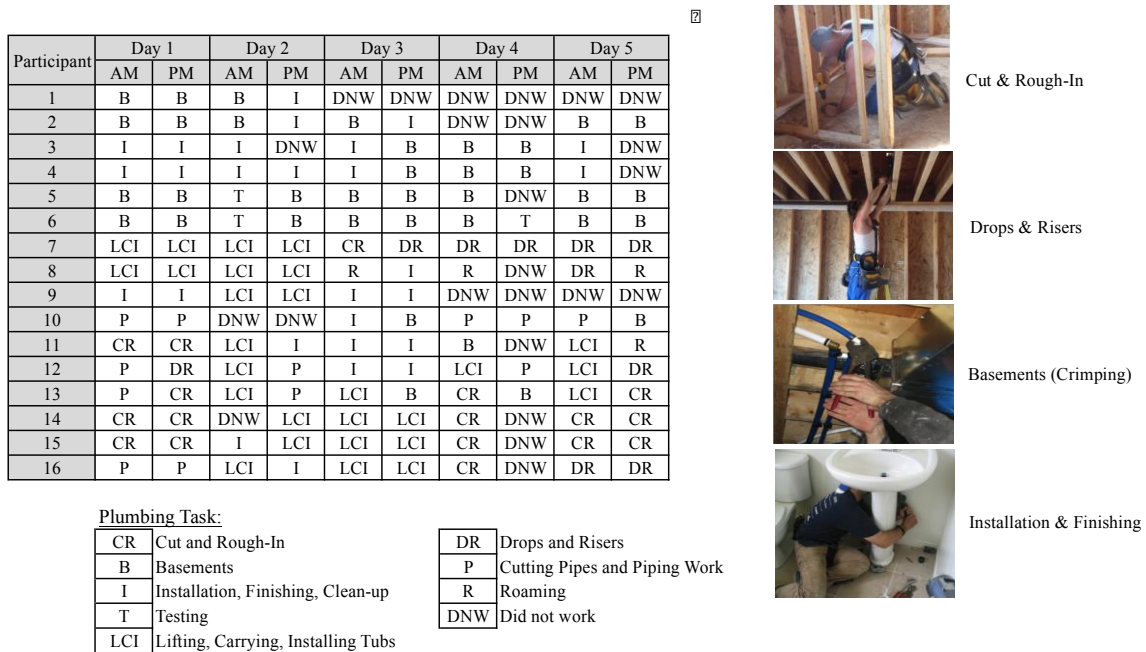 Participant Day 1 Day 2 Day 3 Day 4 Day 5
AM PM AM PM AM PM AM PM AM PM
1 B B B I DNW DNW DNW DNW DNW DNW
2 B B B I B I DNW DNW B B
3 I I I DNW I B B B I DNW
4 I I I I I B B B I DNW
5 B B T B B B B DNW B B
6 B B T B B B B T B B
7 LCI LCI LCI LCI CR DR DR DR DR DR
8 LCI LCI LCI LCI R I R DNW DR R
9 I I LCI LCI I I DNW DNW DNW DNW
10 P P DNW DNW I B P P P B
11 CR CR LCI I I I B DNW LCI R
12 P DR LCI P I I LCI P LCI DR
13 P CR LCI P LCI B CR B LCI CR
14 CR CR DNW LCI LCI LCI CR DNW CR CR
15 CR CR I LCI LCI LCI CR DNW CR CR
16 P P LCI I LCI LCI CR DNW DR DR
Plumbing Task:
CR Cut and Rough-In
B Basements
I Installation, Finishing, Clean-up
T Testing
LCI Lifting, Carrying, Installing Tubs
DR Drops and Risers
P Cutting Pipes and Piping Work
R Roaming
DNW Did not work
Cut & Rough-In
Drops & Risers
Basements (Crimping)
Installation & Finishing